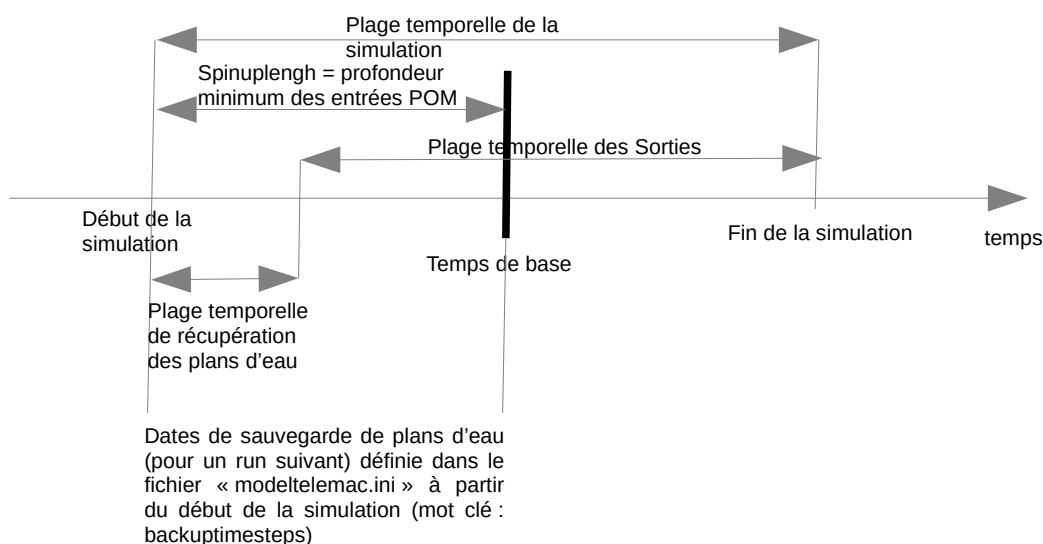 Plage temporelle de la
simulation
Spinuplengh = profondeur
minimum des entrées POM
Plage temporelle des Sorties
Début de la
simulation
Fin de la simulation
temps
Temps de base
Plage temporelle
de récupération
des plans d’eau
Dates de sauvegarde de plans d’eau
(pour un run suivant) définie dans le
fichier « modeltelemac.ini » à partir
du début de la simulation (mot clé :
backuptimesteps)